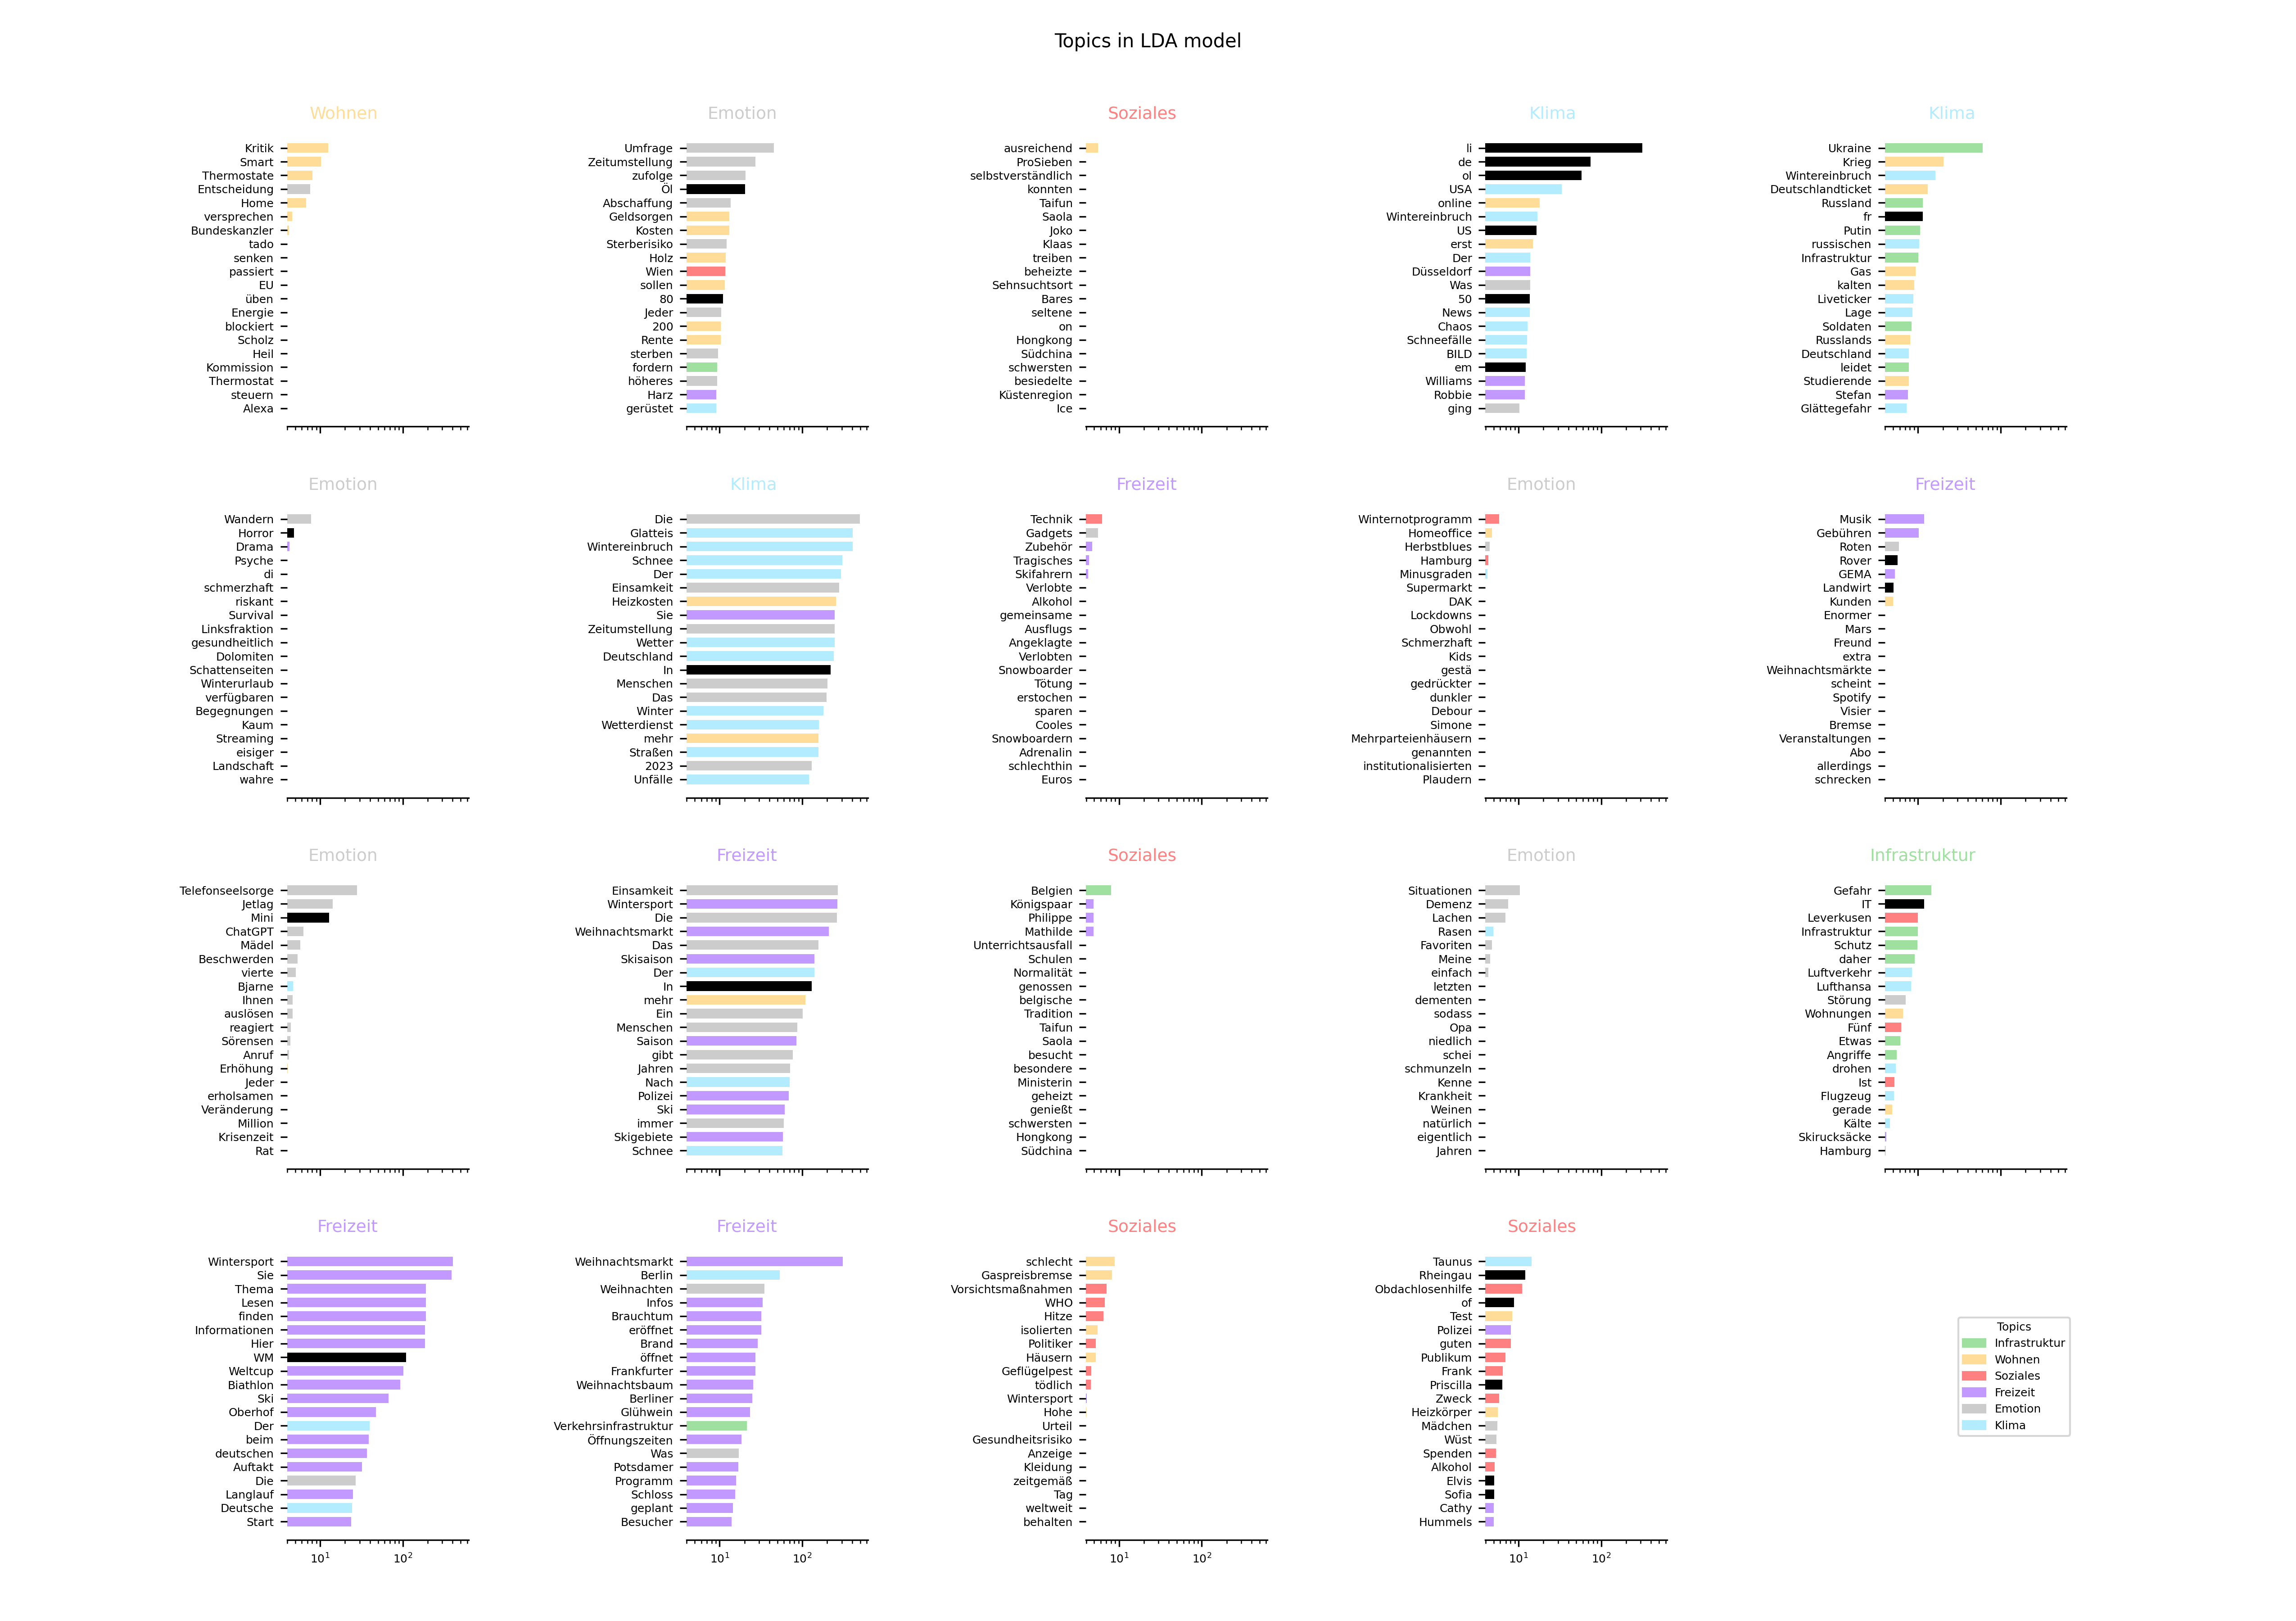 Topics in LDA model
Wohnen
Kritik
Smart
Thermostate
Entscheidung
Home
versprechen
Bundeskanzler
tado
senken
passiert
EU
üben
Energie
blockiert
Scholz
Heil
Kommission
Thermostat
steuern
Alexa
Emotion
Umfrage
Zeitumstellung
zufolge
Öl
Abschaffung
Geldsorgen
Kosten
Sterberisiko
Holz
Wien
sollen
80
Jeder
200
Rente
sterben
fordern
höheres
Harz
gerüstet
Soziales
ausreichend
ProSieben
selbstverständlich
konnten
Taifun
Saola
Joko
Klaas
treiben
beheizte
Sehnsuchtsort
Bares
seltene
on
Hongkong
Südchina
schwersten
besiedelte
Küstenregion
Ice
Klima
li
de
ol
USA
online
Wintereinbruch
US
erst
Der
Düsseldorf
Was
50
News
Chaos
Schneefälle
BILD
em
Williams
Robbie
ging
Klima
Ukraine
Krieg
Wintereinbruch
Deutschlandticket
Russland
fr
Putin
russischen
Infrastruktur
Gas
kalten
Liveticker
Lage
Soldaten
Russlands
Deutschland
leidet
Studierende
Stefan
Glättegefahr
Emotion
Wandern
Horror
Drama
Psyche
di
schmerzhaft
riskant
Survival
Linksfraktion
gesundheitlich
Dolomiten
Schattenseiten
Winterurlaub
verfügbaren
Begegnungen
Kaum
Streaming
eisiger
Landschaft
wahre
Klima
Die
Glatteis
Wintereinbruch
Schnee
Der
Einsamkeit
Heizkosten
Sie
Zeitumstellung
Wetter
Deutschland
In
Menschen
Das
Winter
Wetterdienst
mehr
Straßen
2023
Unfälle
Freizeit
Technik
Gadgets
Zubehör
Tragisches
Skifahrern
Verlobte
Alkohol
gemeinsame
Ausflugs
Angeklagte
Verlobten
Snowboarder
Tötung
erstochen
sparen
Cooles
Snowboardern
Adrenalin
schlechthin
Euros
Emotion
Winternotprogramm
Homeoffice
Herbstblues
Hamburg
Minusgraden
Supermarkt
DAK
Lockdowns
Obwohl
Schmerzhaft
Kids
gestä
gedrückter
dunkler
Debour
Simone
Mehrparteienhäusern
genannten
institutionalisierten
Plaudern
Freizeit
Musik
Gebühren
Roten
Rover
GEMA
Landwirt
Kunden
Enormer
Mars
Freund
extra
Weihnachtsmärkte
scheint
Spotify
Visier
Bremse
Veranstaltungen
Abo
allerdings
schrecken
Emotion
Telefonseelsorge
Jetlag
Mini
ChatGPT
Mädel
Beschwerden
vierte
Bjarne
Ihnen
auslösen
reagiert
Sörensen
Anruf
Erhöhung
Jeder
erholsamen
Veränderung
Million
Krisenzeit
Rat
Freizeit
Einsamkeit
Wintersport
Die
Weihnachtsmarkt
Das
Skisaison
Der
In
mehr
Ein
Menschen
Saison
gibt
Jahren
Nach
Polizei
Ski
immer
Skigebiete
Schnee
Soziales
Belgien
Königspaar
Philippe
Mathilde
Unterrichtsausfall
Schulen
Normalität
genossen
belgische
Tradition
Taifun
Saola
besucht
besondere
Ministerin
geheizt
genießt
schwersten
Hongkong
Südchina
Emotion
Situationen
Demenz
Lachen
Rasen
Favoriten
Meine
einfach
letzten
dementen
sodass
Opa
niedlich
schei
schmunzeln
Kenne
Krankheit
Weinen
natürlich
eigentlich
Jahren
Infrastruktur
Gefahr
IT
Leverkusen
Infrastruktur
Schutz
daher
Luftverkehr
Lufthansa
Störung
Wohnungen
Fünf
Etwas
Angriffe
drohen
Ist
Flugzeug
gerade
Kälte
Skirucksäcke
Hamburg
Freizeit
Wintersport
Sie
Thema
Lesen
finden
Informationen
Hier
WM
Weltcup
Biathlon
Ski
Oberhof
Der
beim
deutschen
Auftakt
Die
Langlauf
Deutsche
Start
10¹ 10²
Freizeit
Weihnachtsmarkt
Berlin
Weihnachten
Infos
Brauchtum
eröffnet
Brand
öffnet
Frankfurter
Weihnachtsbaum
Berliner
Glühwein
Verkehrsinfrastruktur
Öffnungszeiten
Was
Potsdamer
Programm
Schloss
geplant
Besucher
10¹ 10²
Soziales
schlecht
Gaspreisbremse
Vorsichtsmaßnahmen
WHO
Hitze
isolierten
Politiker
Häusern
Geflügelpest
tödlich
Wintersport
Hohe
Urteil
Gesundheitsrisiko
Anzeige
Kleidung
zeitgemäß
Tag
weltweit
behalten
10¹ 10²
Soziales
Taunus
Rheingau
Obdachlosenhilfe
of
Test
Polizei
guten
Publikum
Frank
Priscilla
Zweck
Heizkörper
Mädchen
Wüst
Spenden
Alkohol
Elvis
Sofia
Cathy
Hummels
10¹ 10²
Topics
Infrastruktur
Wohnen
Soziales
Freizeit
Emotion
Klima